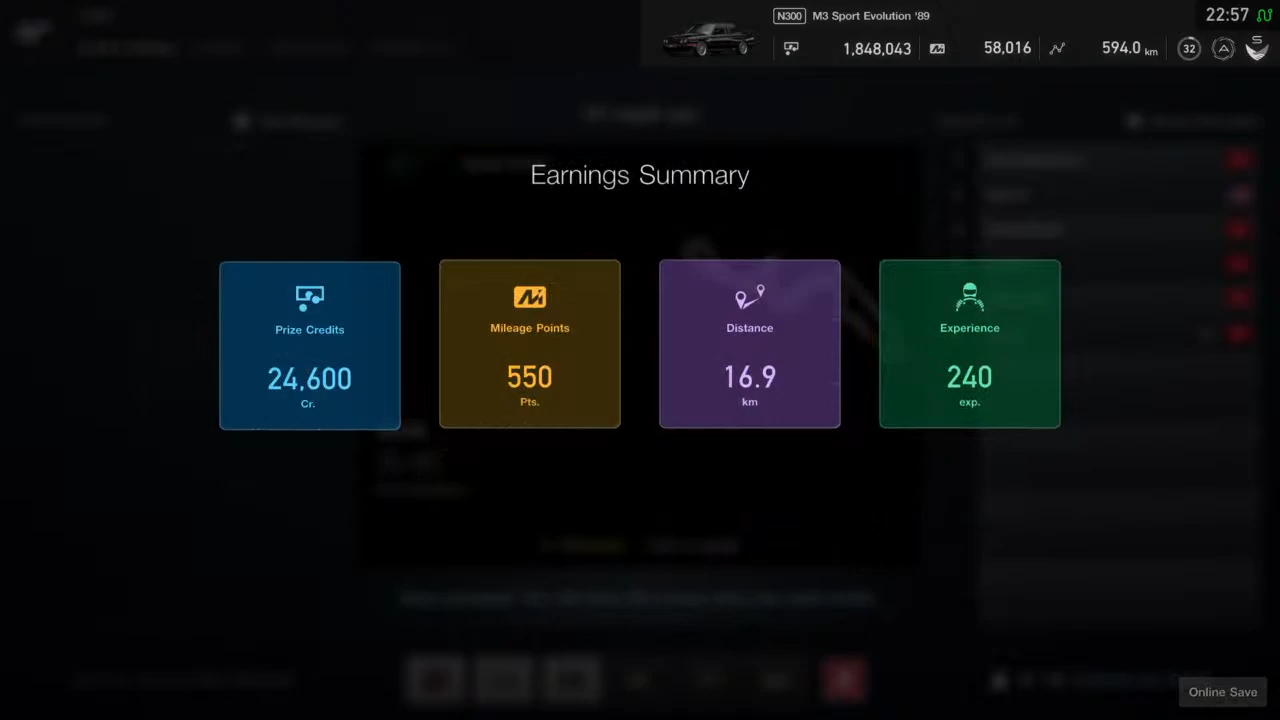 N300 M3 Sport Evolution '89 22:57
1,848,043 58,016 594.0 km 32 A S
Earnings Summary
Prize Credits Mileage Points Distance Experience
24,600 550 16.9 240
Cr. Pts. km exp.
Online Save